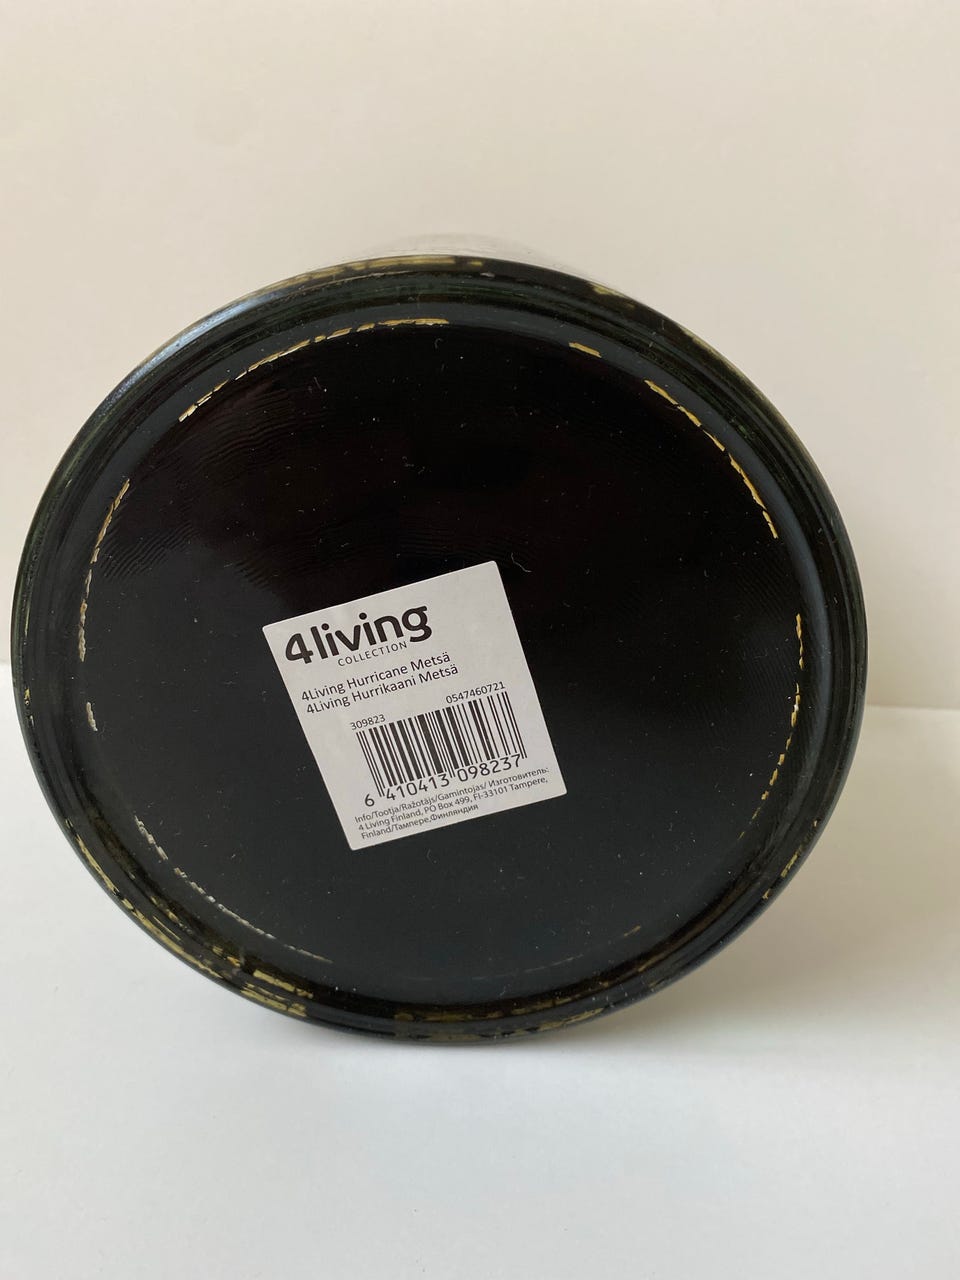 4living
COLLECTION
4Living Hurricane Metsä
4Living Hurrikaani Metsä
309823 0547460721
6 410413 098237
Info/Tootja/Ražotājs/Gamintojas/ Изготовитель:
4 Living Finland, PO Box 499, FI-33101 Tampere,
Finland/Тампере,Финляндия